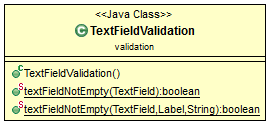 <<Java Class>>
C TextFieldValidation
validation
C TextFieldValidation()
S textFieldNotEmpty(TextField):boolean
S textFieldNotEmpty(TextField,Label,String):boolean